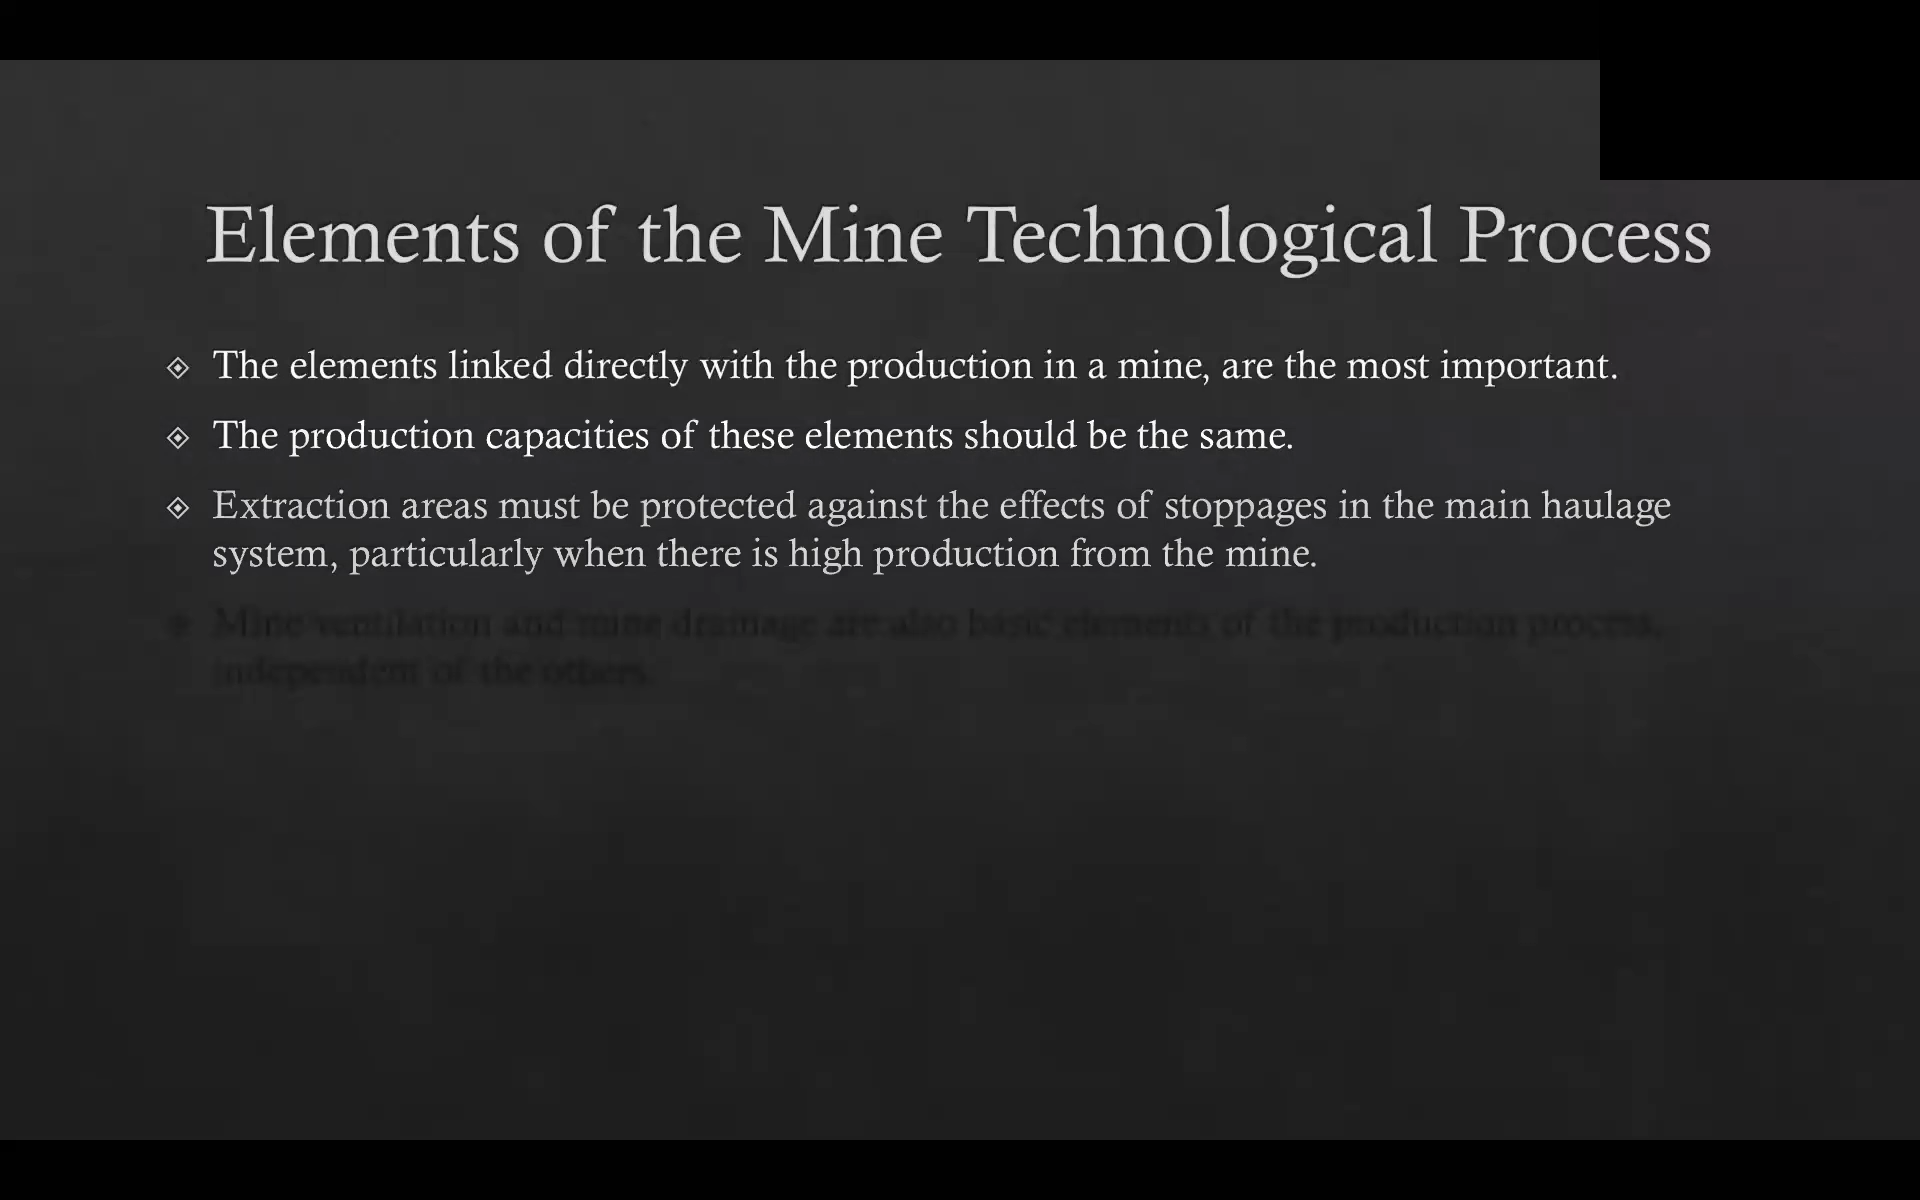 Elements of the Mine Technological Process
The elements linked directly with the production in a mine, are the most important.
The production capacities of these elements should be the same.
Extraction areas must be protected against the effects of stoppages in the main haulage
system, particularly when there is high production from the mine.
Mine ventilation and mine drainage are also basic elements of the production process,
independent of the others.